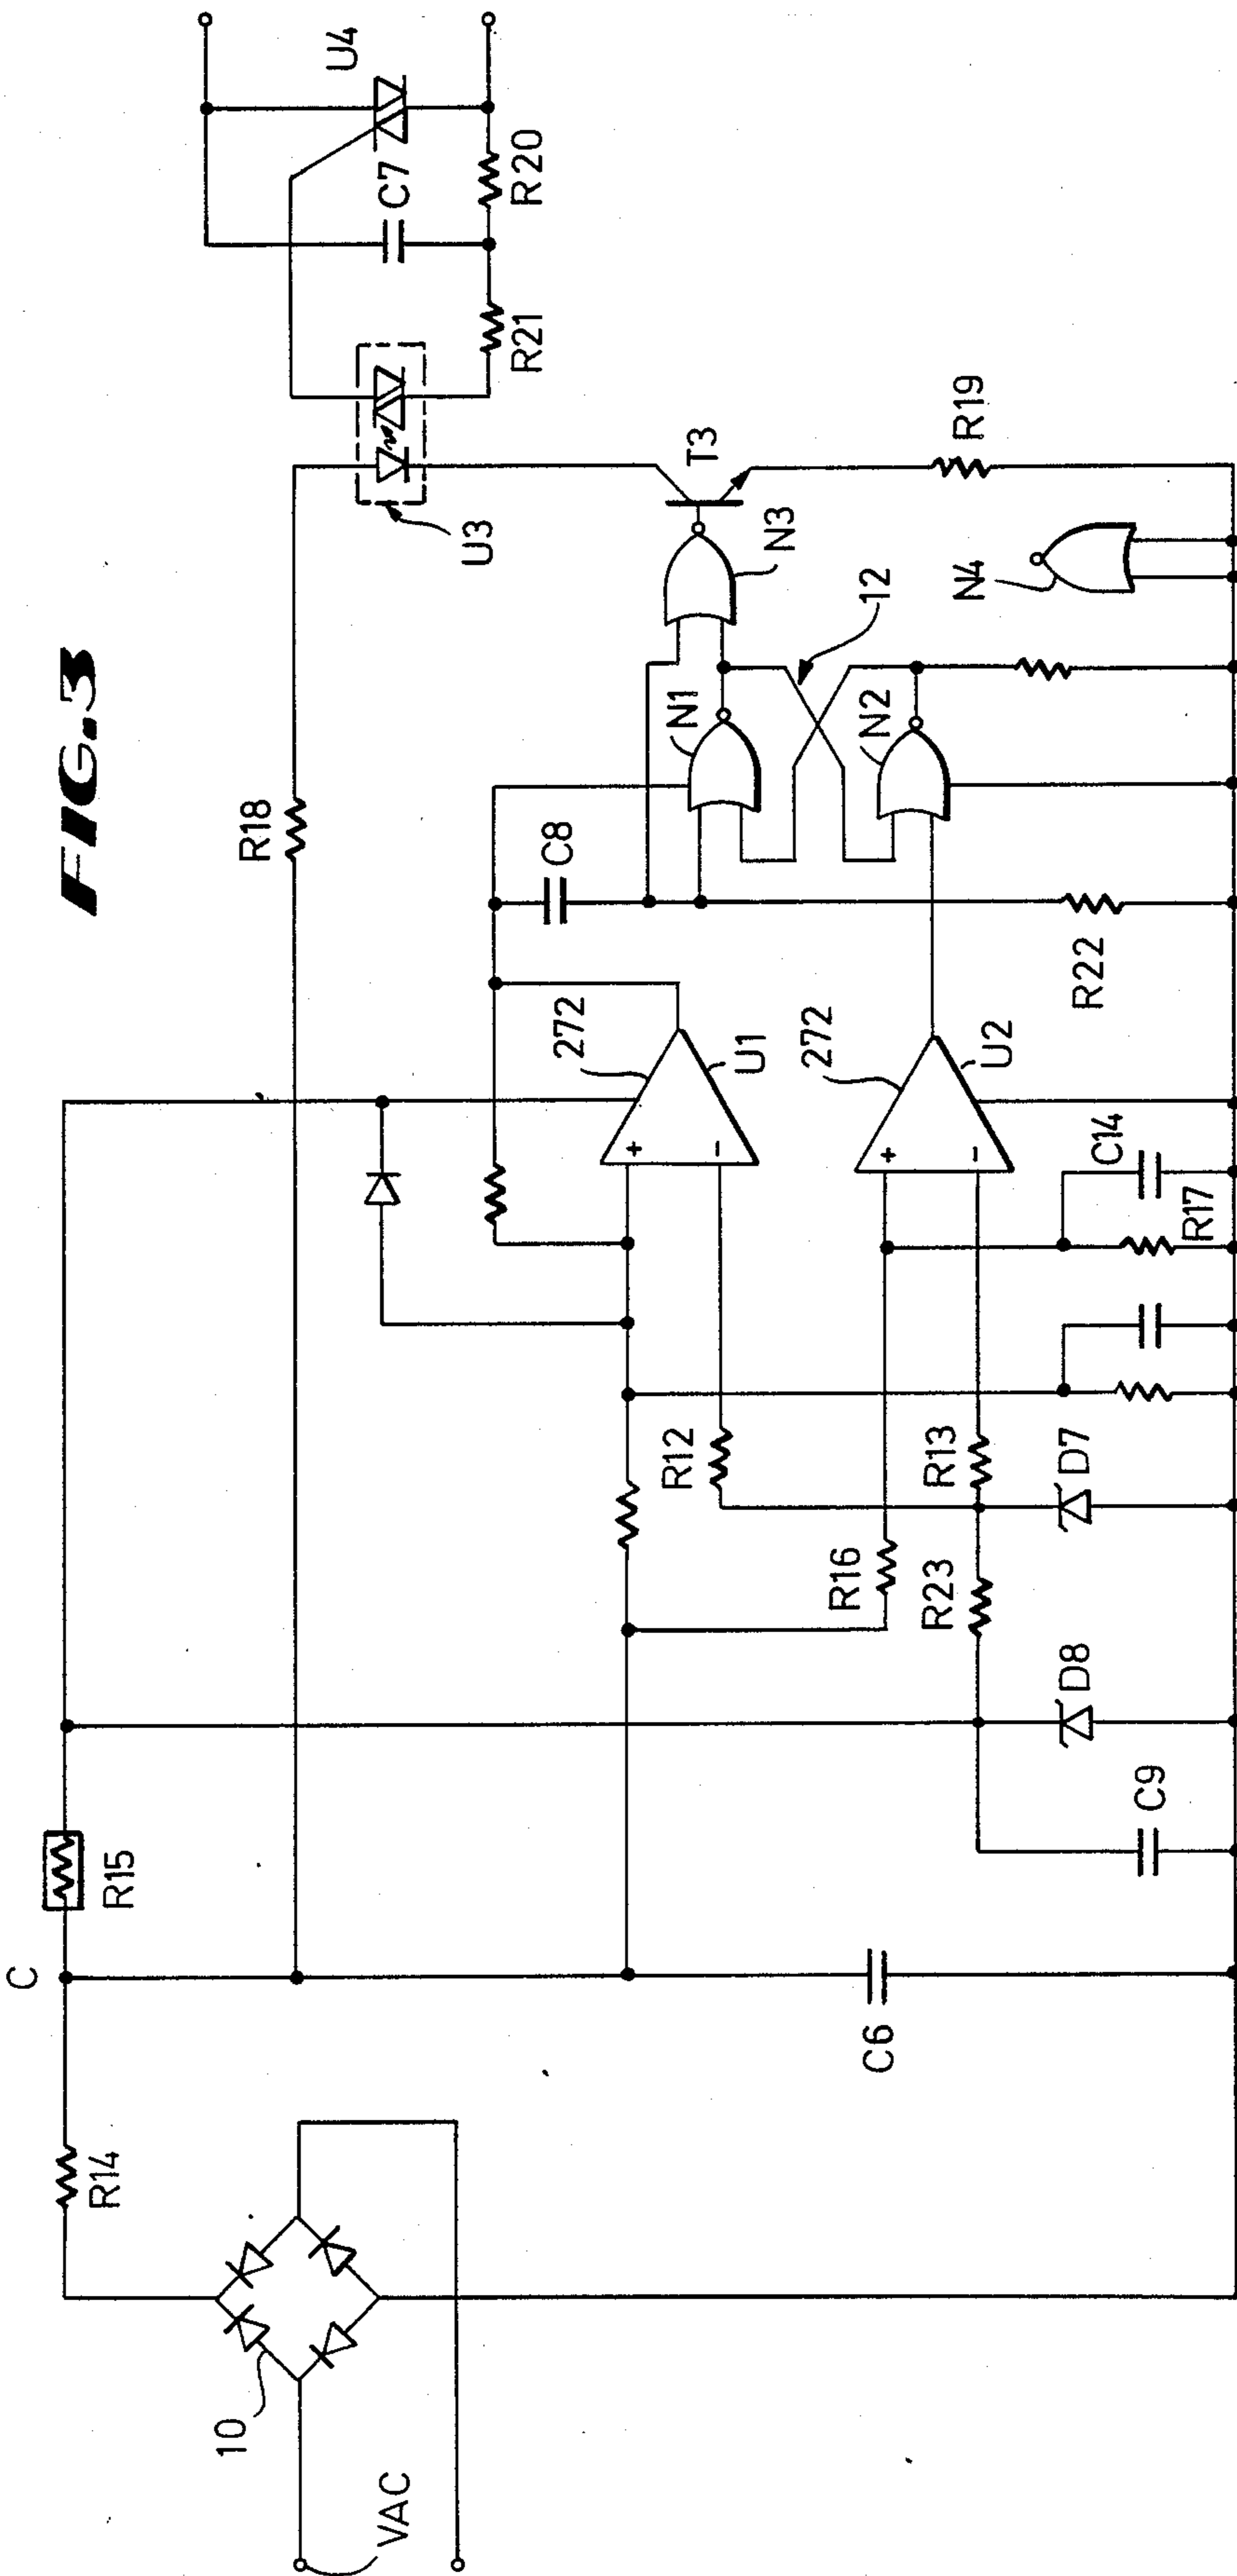 FIG.3
C
R14
R15
10
VAC
C6
C9
D8
R23
R16
D7
R13
R12
R17
C14
+
-
272
U1
+
-
272
U2
R22
C8
R18
N1
N2
12
N3
N4
T3
R19
U3
R21
C7
R20
U4